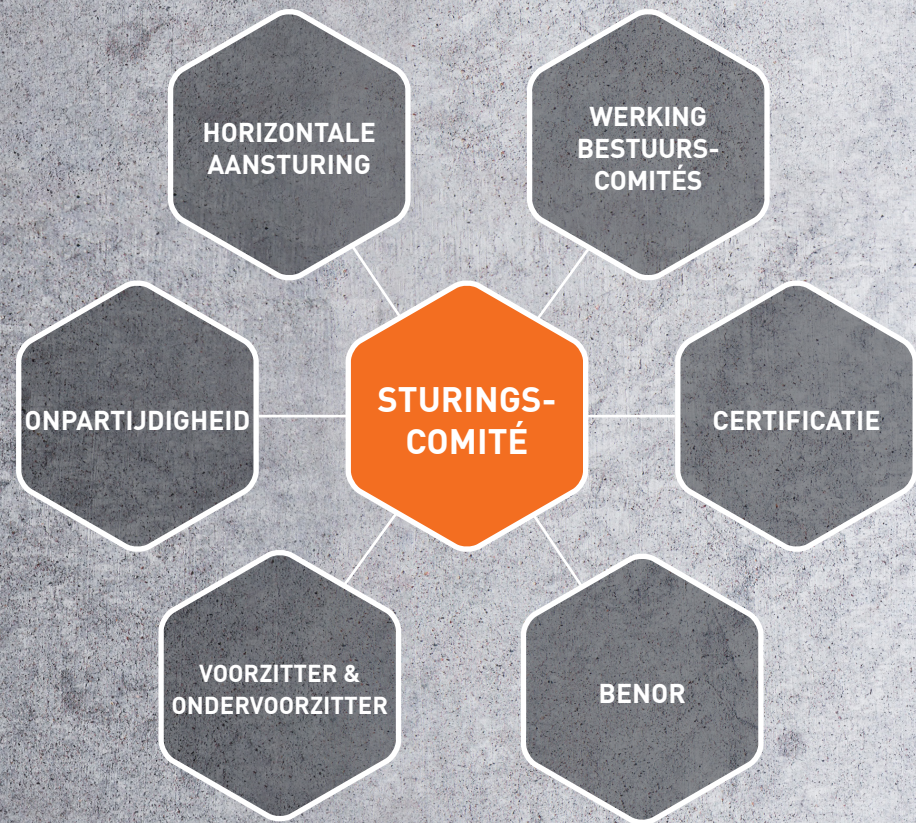 HORIZONTALE
AANSTURING
WERKING
BESTUURS-
COMITÉS
ONPARTIJDIGHEID
STURINGS-
COMITÉ
CERTIFICATIE
VOORZITTER &
ONDERVOORZITTER
BENOR